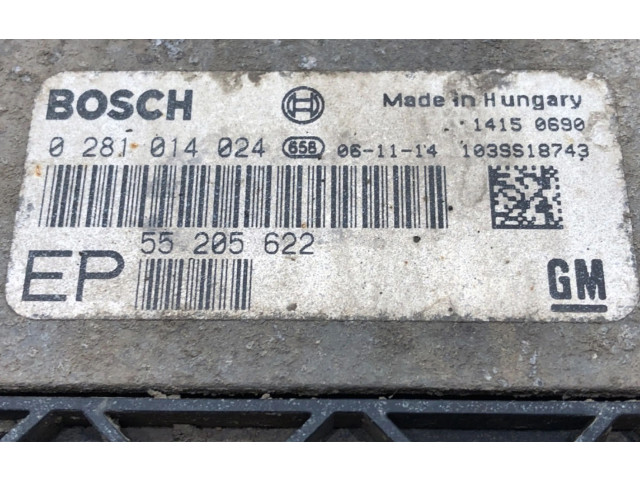 BOSCH Made in Hungary
1415 0690
0 281 014 024 658 06-11-14 1039S18743
55 205 622
EP
GM